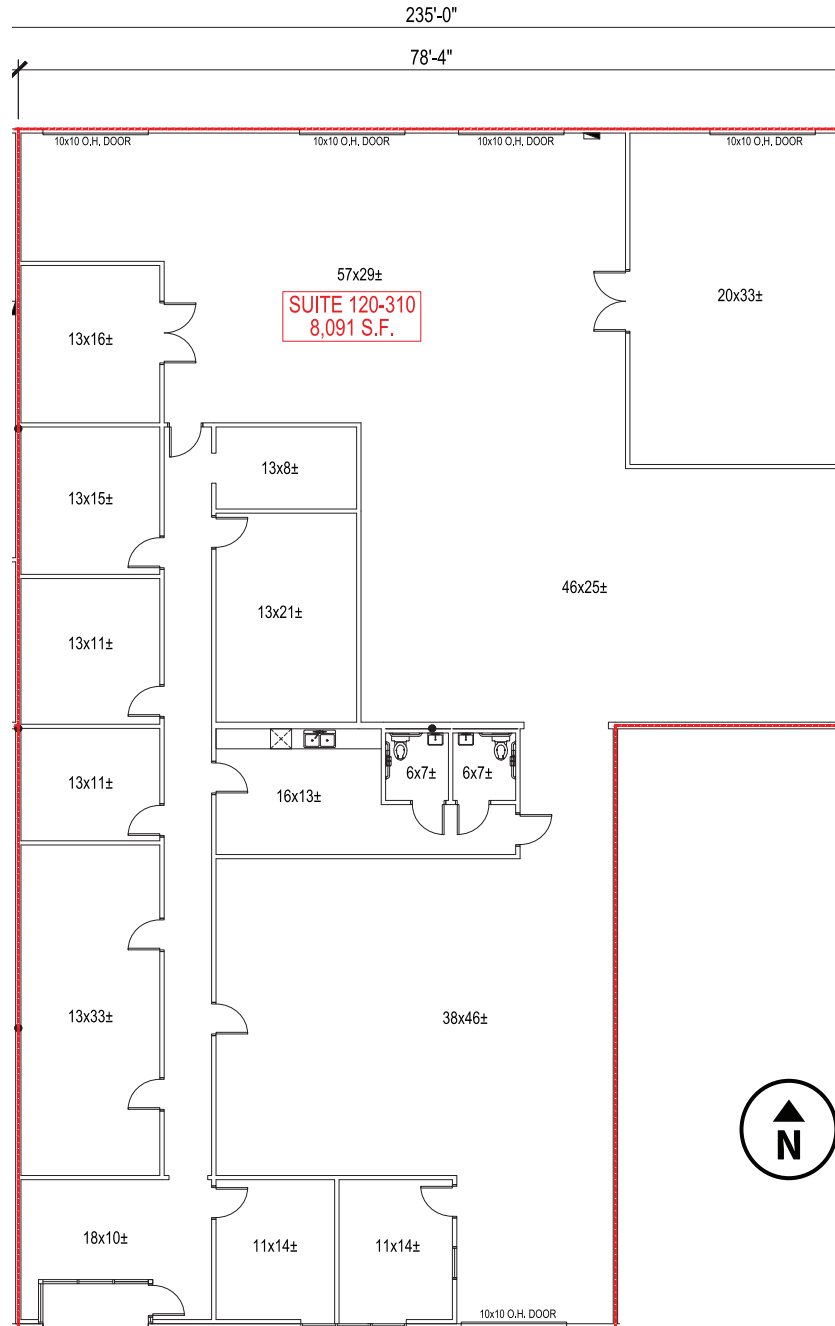 235'-0"
78'-4"
10x10 O.H. DOOR
10x10 O.H. DOOR
10x10 O.H. DOOR
10x10 O.H. DOOR
57x29±
SUITE 120-310
8,091 S.F.
20x33±
13x16±
13x8±
13x15±
46x25±
13x21±
13x11±
6x7±
6x7±
13x11±
16x13±
13x33±
38x46±
N
18x10±
11x14±
11x14±
10x10 O.H. DOOR